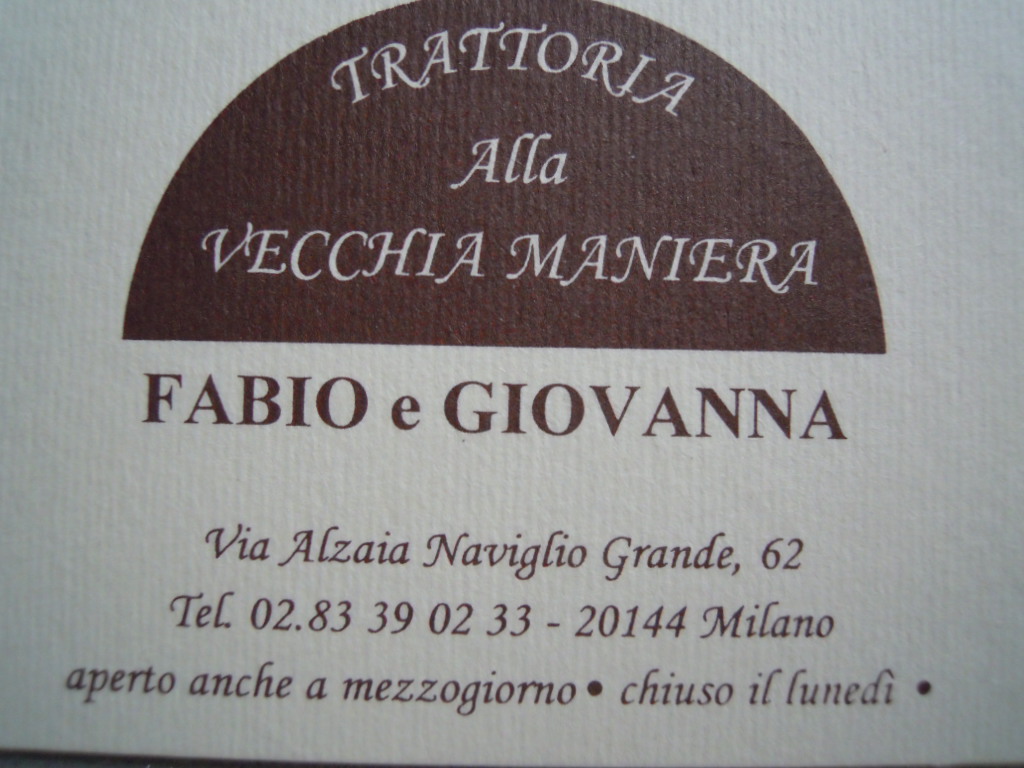 TRATTORIA
Alla
VECCHIA MANIERA
FABIO e GIOVANNA
Via Alzaia Naviglio Grande, 62
Tel. 02.83 39 02 33 - 20144 Milano
aperto anche a mezzogiorno • chiuso il lunedì •